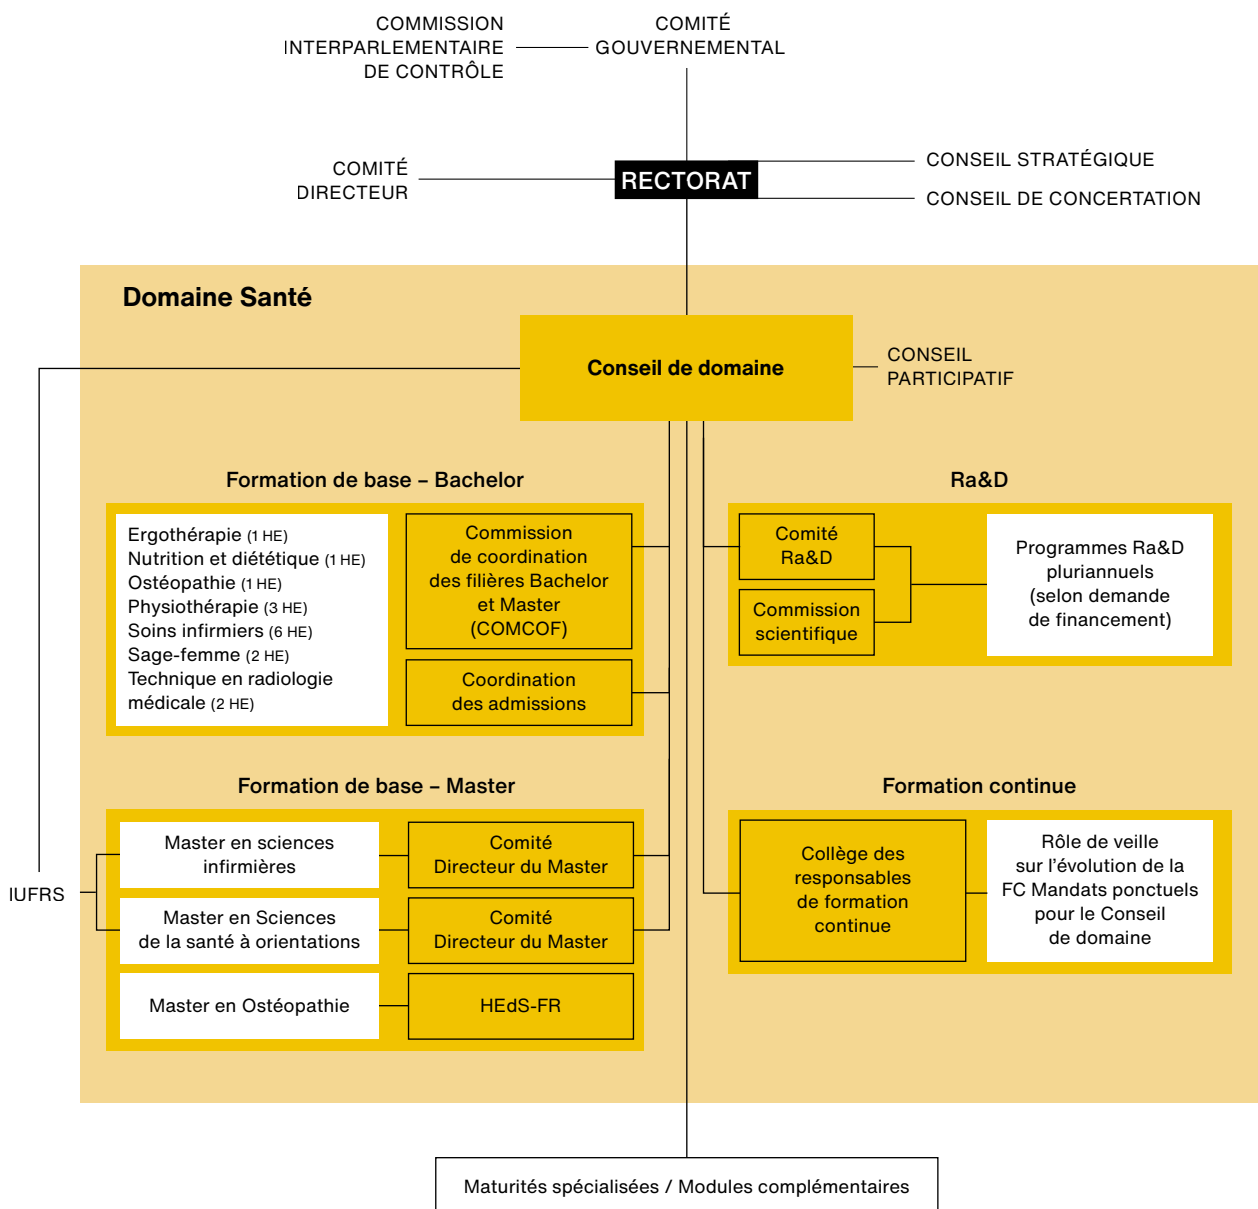 COMMISSION
INTERPARLEMENTAIRE
DE CONTRÔLE
COMITÉ
GOUVERNEMENTAL
COMITÉ
DIRECTEUR
RECTORAT
CONSEIL STRATÉGIQUE
CONSEIL DE CONCERTATION
Domaine Santé
Conseil de domaine
CONSEIL
PARTICIPATIF
Formation de base – Bachelor
Ergothérapie (1 HE)
Nutrition et diététique (1 HE)
Ostéopathie (1 HE)
Physiothérapie (3 HE)
Soins infirmiers (6 HE)
Sage-femme (2 HE)
Technique en radiologie
médicale (2 HE)
Commission
de coordination
des filières Bachelor
et Master
(COMCOF)
Coordination
des admissions
Ra&D
Comité
Ra&D
Commission
scientifique
Programmes Ra&D
pluriannuels
(selon demande
de financement)
Formation de base – Master
Master en sciences
infirmières
Comité
Directeur du Master
IUFRS
Master en Sciences
de la santé à orientations
Comité
Directeur du Master
Master en Ostéopathie
HEdS-FR
Formation continue
Collège des
responsables
de formation
continue
Rôle de veille
sur l’évolution de la
FC Mandats ponctuels
pour le Conseil
de domaine
Maturités spécialisées / Modules complémentaires